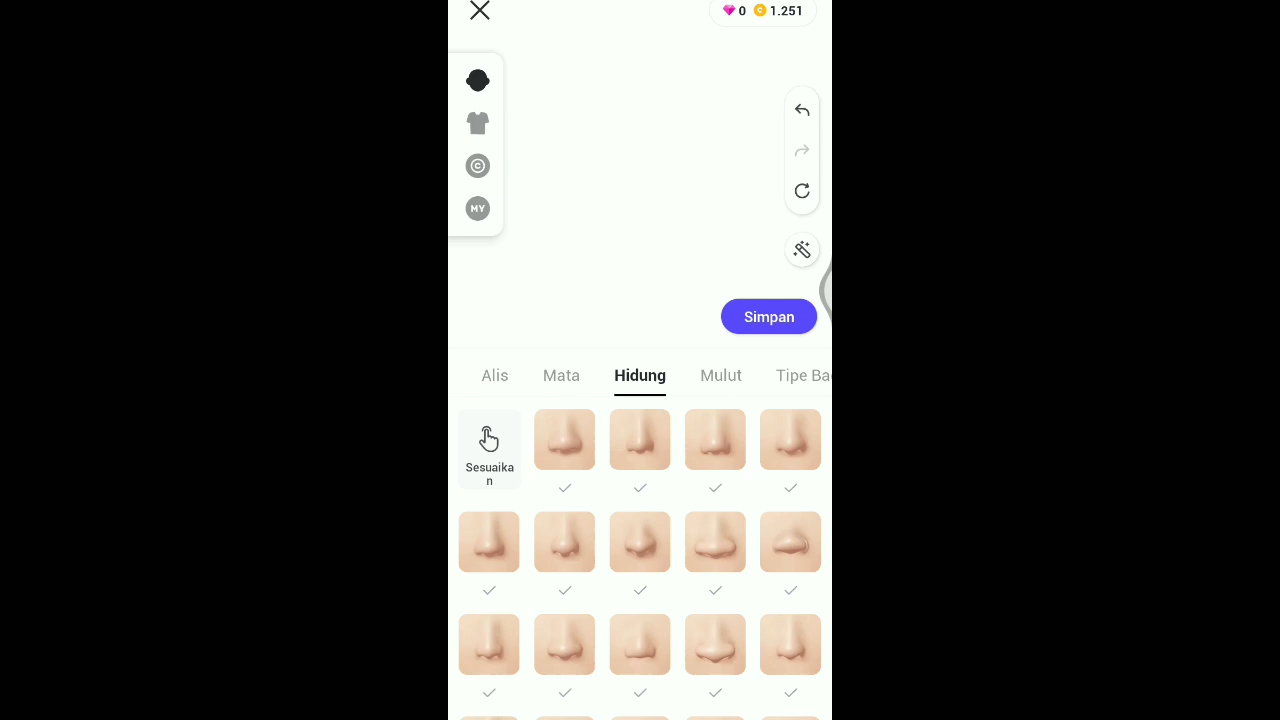 0 C 1.251
C
MY
Simpan
Alis Mata Hidung Mulut Tipe Ba
Sesuaika
n